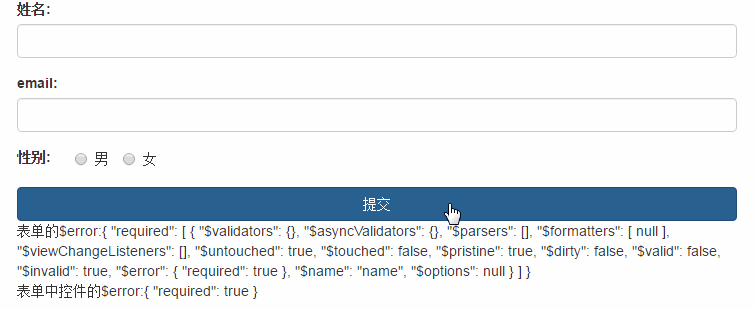 姓名:
email:
性别: 男 女
提交
表单的$error:{ "required": [ { "$validators": {}, "$asyncValidators": {}, "$parsers": [], "$formatters": [ null ],
"$viewChangeListeners": [], "$untouched": true, "$touched": false, "$pristine": true, "$dirty": false, "$valid": false,
"$invalid": true, "$error": { "required": true }, "$name": "name", "$options": null } ] }
表单中控件的$error:{ "required": true }